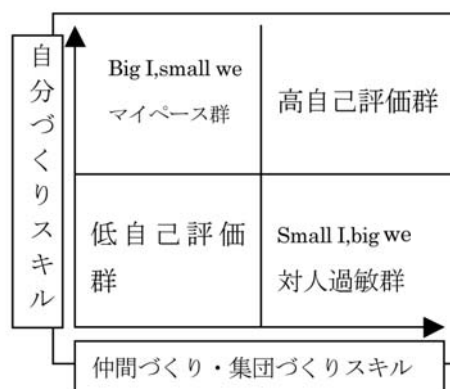 自分づくりスキル
Big I,small we
マイペース群
高自己評価群
低自己評価
群
Small I,big we
対人過敏群
仲間づくり・集団づくりスキル